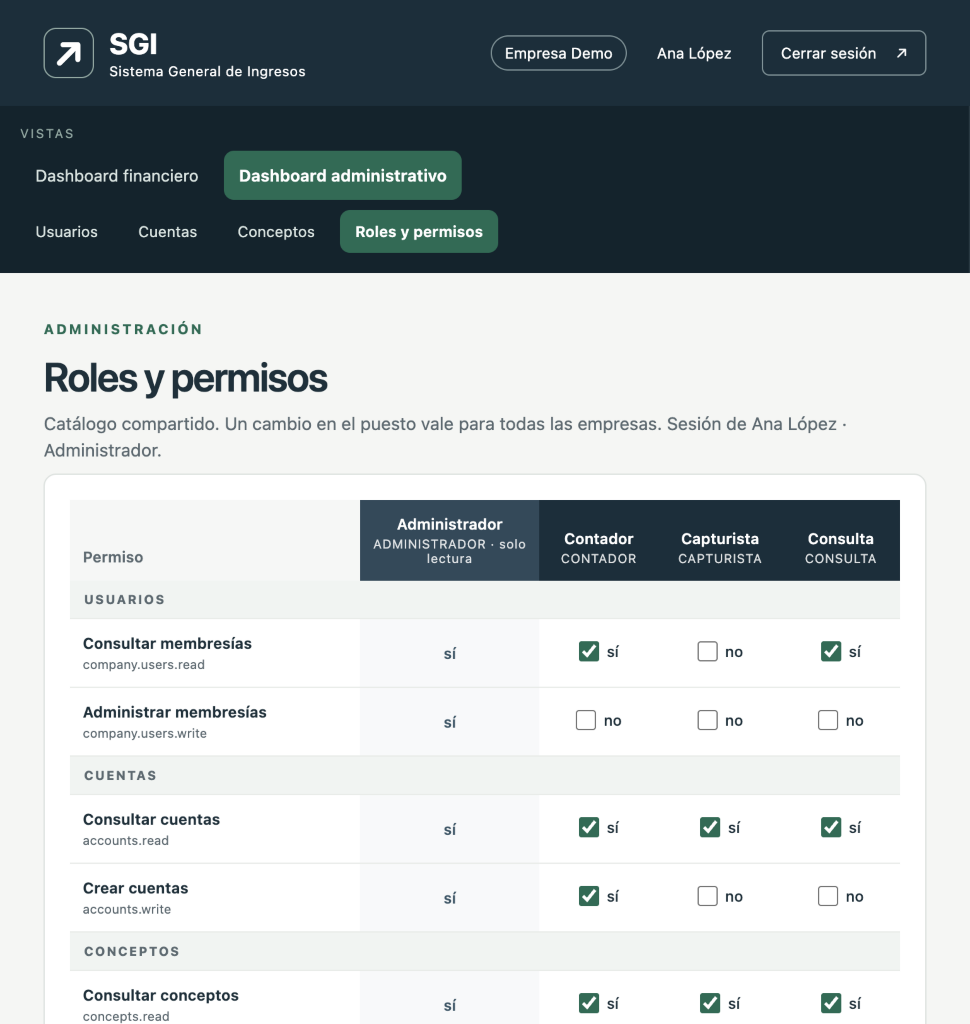 SGI
Sistema General de Ingresos
Empresa Demo
Ana López
Cerrar sesión
VISTAS
Dashboard financiero
Dashboard administrativo
Usuarios
Cuentas
Conceptos
Roles y permisos
ADMINISTRACIÓN
Roles y permisos
Catálogo compartido. Un cambio en el puesto vale para todas las empresas. Sesión de Ana López ·
Administrador.
Permiso
Administrador
ADMINISTRADOR · solo
lectura
Contador
CONTADOR
Capturista
CAPTURISTA
Consulta
CONSULTA
USUARIOS
Consultar membresías
company.users.read
sí
sí
no
sí
Administrar membresías
company.users.write
sí
no
no
no
CUENTAS
Consultar cuentas
accounts.read
sí
sí
sí
sí
Crear cuentas
accounts.write
sí
sí
no
no
CONCEPTOS
Consultar conceptos
concepts.read
sí
sí
sí
sí